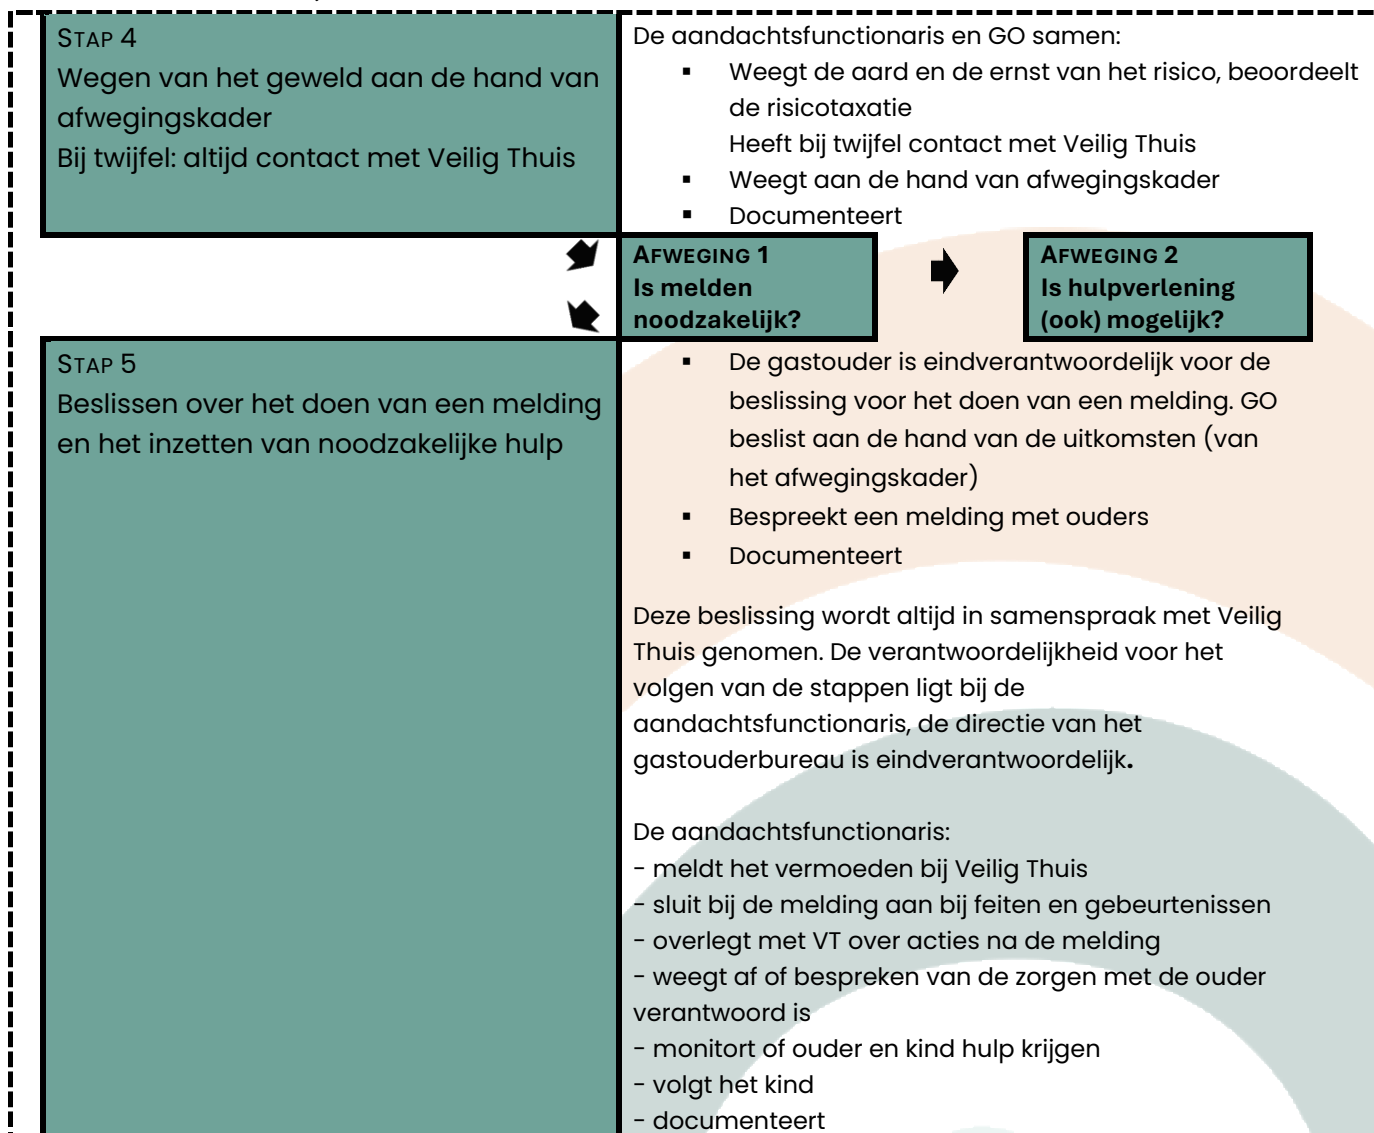 STAP 4
Wegen van het geweld aan de hand van
afwegingskader
Bij twijfel: altijd contact met Veilig Thuis
De aandachtsfunctionaris en GO samen:
▪ Weegt de aard en de ernst van het risico, beoordeelt
de risicotaxatie
Heeft bij twijfel contact met Veilig Thuis
▪ Weegt aan de hand van afwegingskader
▪ Documenteert
AFWEGING 1
Is melden
noodzakelijk?
AFWEGING 2
Is hulpverlening
(ook) mogelijk?
STAP 5
Beslissen over het doen van een melding
en het inzetten van noodzakelijke hulp
▪ De gastouder is eindverantwoordelijk voor de
beslissing voor het doen van een melding. GO
beslist aan de hand van de uitkomsten (van
het afwegingskader)
▪ Bespreekt een melding met ouders
▪ Documenteert
Deze beslissing wordt altijd in samenspraak met Veilig
Thuis genomen. De verantwoordelijkheid voor het
volgen van de stappen ligt bij de
aandachtsfunctionaris, de directie van het
gastouderbureau is eindverantwoordelijk.
De aandachtsfunctionaris:
- meldt het vermoeden bij Veilig Thuis
- sluit bij de melding aan bij feiten en gebeurtenissen
- overlegt met VT over acties na de melding
- weegt af of bespreken van de zorgen met de ouder
verantwoord is
- monitort of ouder en kind hulp krijgen
- volgt het kind
- documenteert